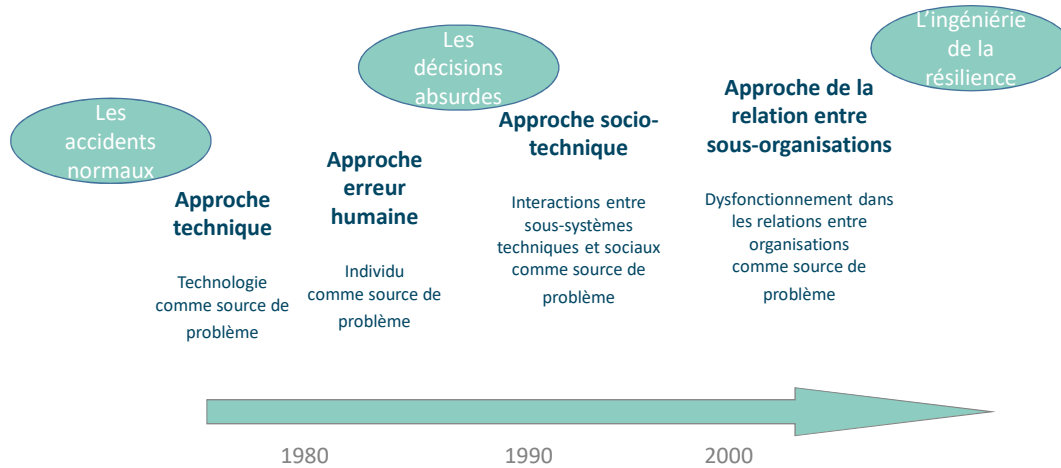 Les
accidents
normaux
Approche
technique
Technologie
comme source de
problème
Approche
erreur
humaine
Individu
comme source de
problème
Les
décisions
absurdes
Approche socio-
technique
Interactions entre
sous-systèmes
techniques et sociaux
comme source de
problème
Approche de la
relation entre
sous-organisations
Dysfonctionnement dans
les relations entre
organisations
comme source de
problème
L'ingéniérie
de la
résilience
1980
1990
2000